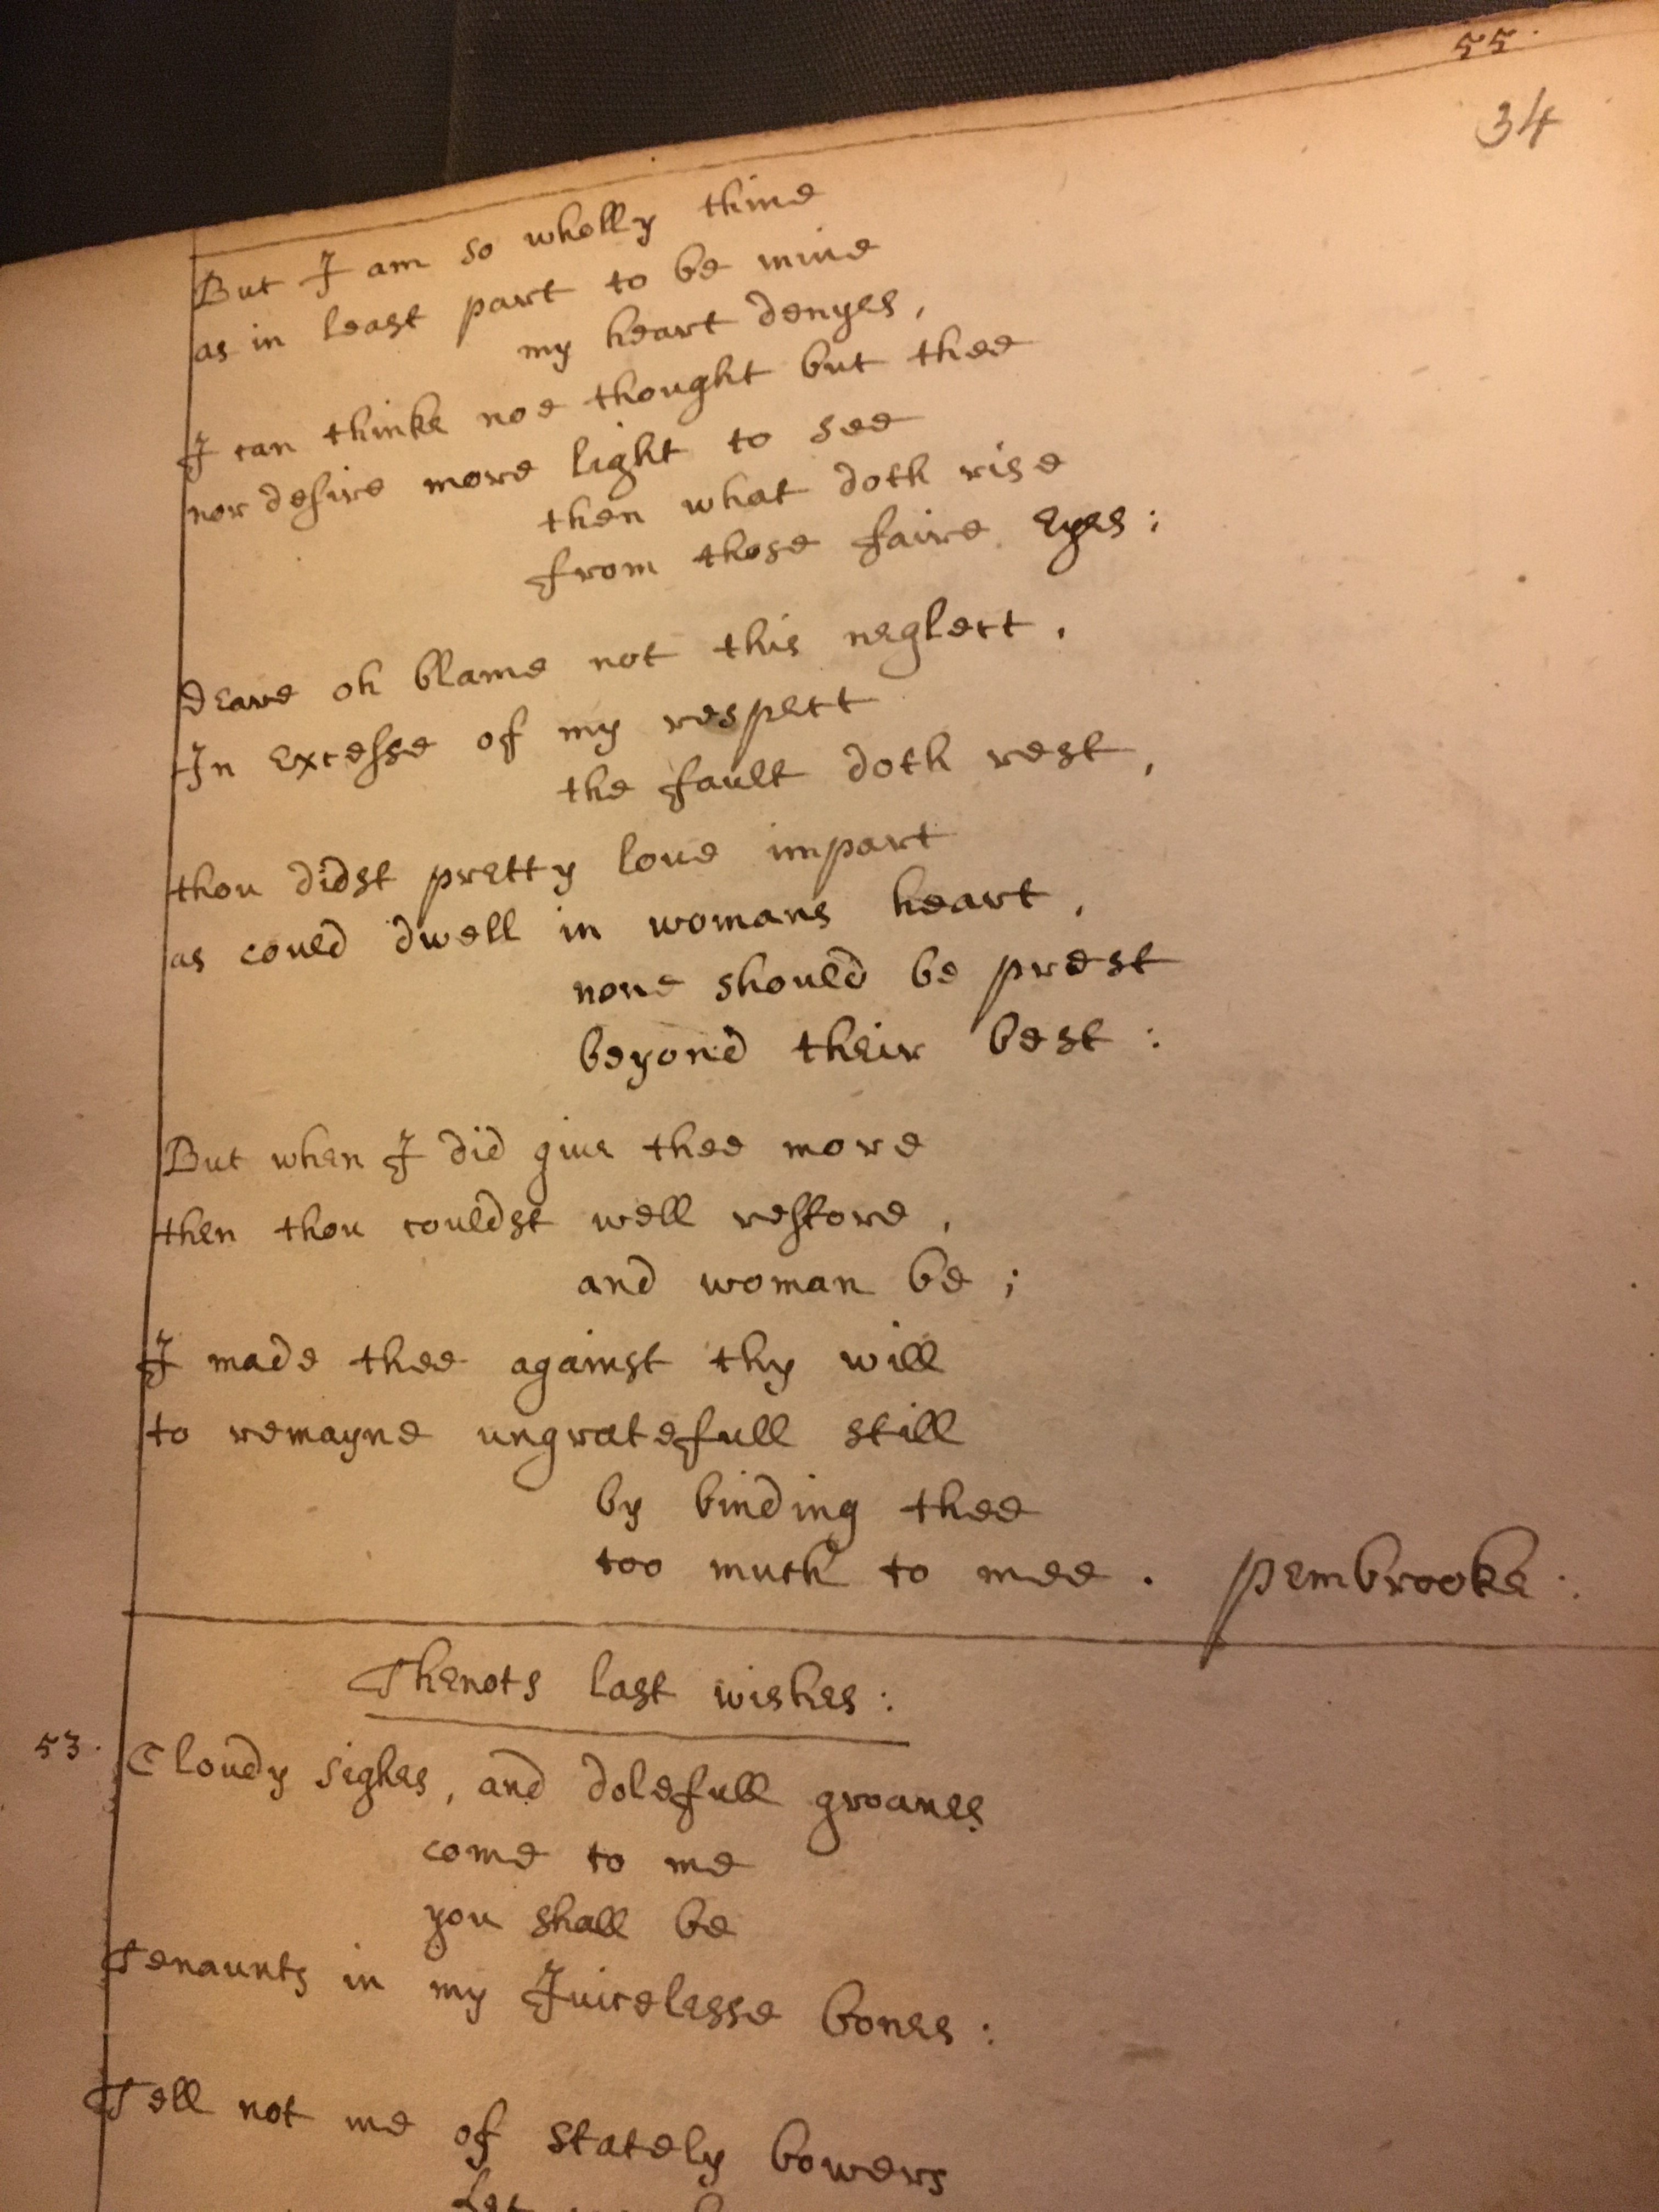 55.
34
But I am so wholly thine
as in least part to be mine
my heart denyes,
I can thinke noe thought but thee
nor desire more light to see
then what doth rise
from those faire eyes:
deare oh blame not this neglect.
In excesse of my respect
the fault doth rest,
thou didst pretty loue impart
as could dwell in womans heart,
none should be prest
beyond their best:
But when I did giue thee more
then thou couldst well restore,
and woman be;
I made thee against thy will
to remayne ungratefull still
by binding thee
too much to mee. pembrooke:
Thenots last wishes:
53. Cloudy sighes, and dolefull groanes
come to me
you shall be
Tenaunts in my Juicelesse bones:
Tell not me of stately bowers